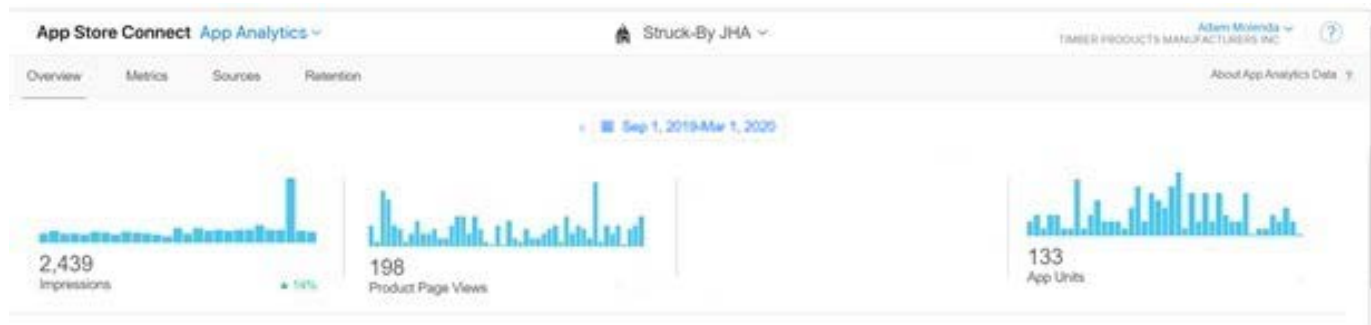 App Store Connect App Analytics
Struck-By JHA
Adam Molenda
TIMBER PRODUCTS MANUFACTURERS INC
?
Overview Metrics Sources Retention
About App Analytics Data ?
Sep 1, 2019-Mar 1, 2020
2,439
Impressions
14%
198
Product Page Views
133
App Units